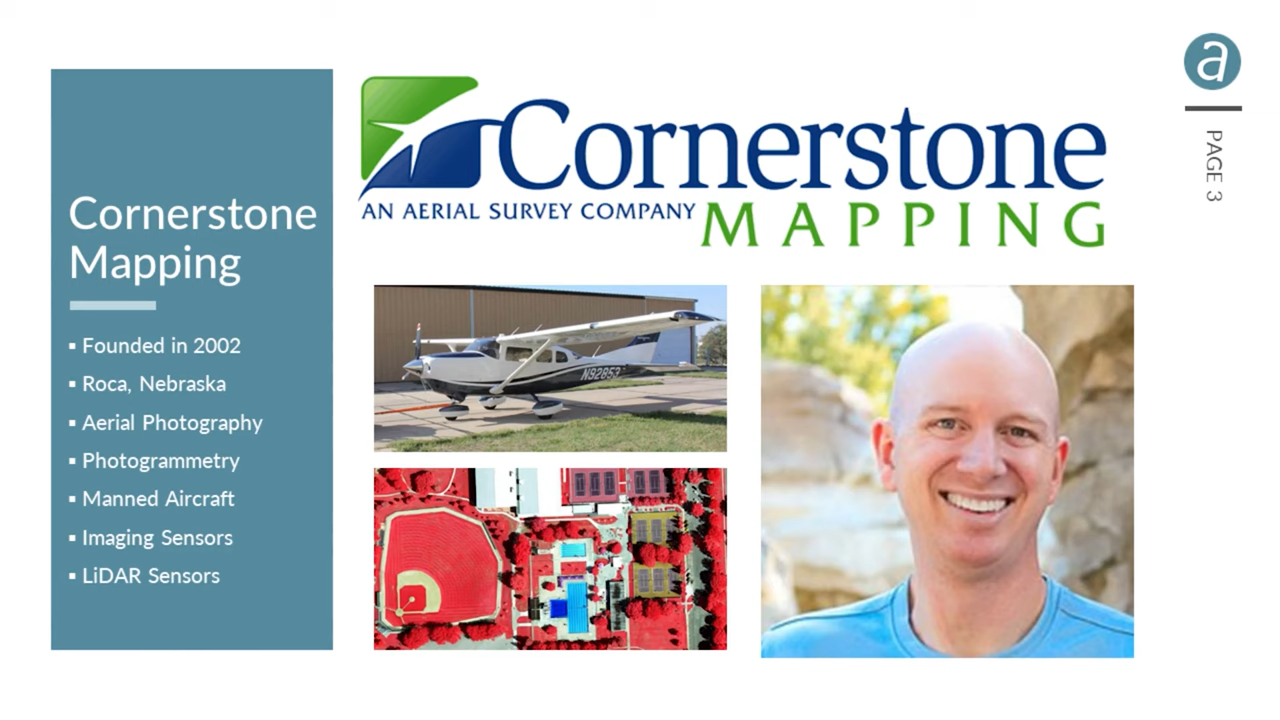 Cornerstone
Mapping
▪ Founded in 2002
▪ Roca, Nebraska
▪ Aerial Photography
▪ Photogrammetry
▪ Manned Aircraft
▪ Imaging Sensors
▪ LiDAR Sensors
Cornerstone
AN AERIAL SURVEY COMPANY
MAPPING
N92853
a
PAGE 3